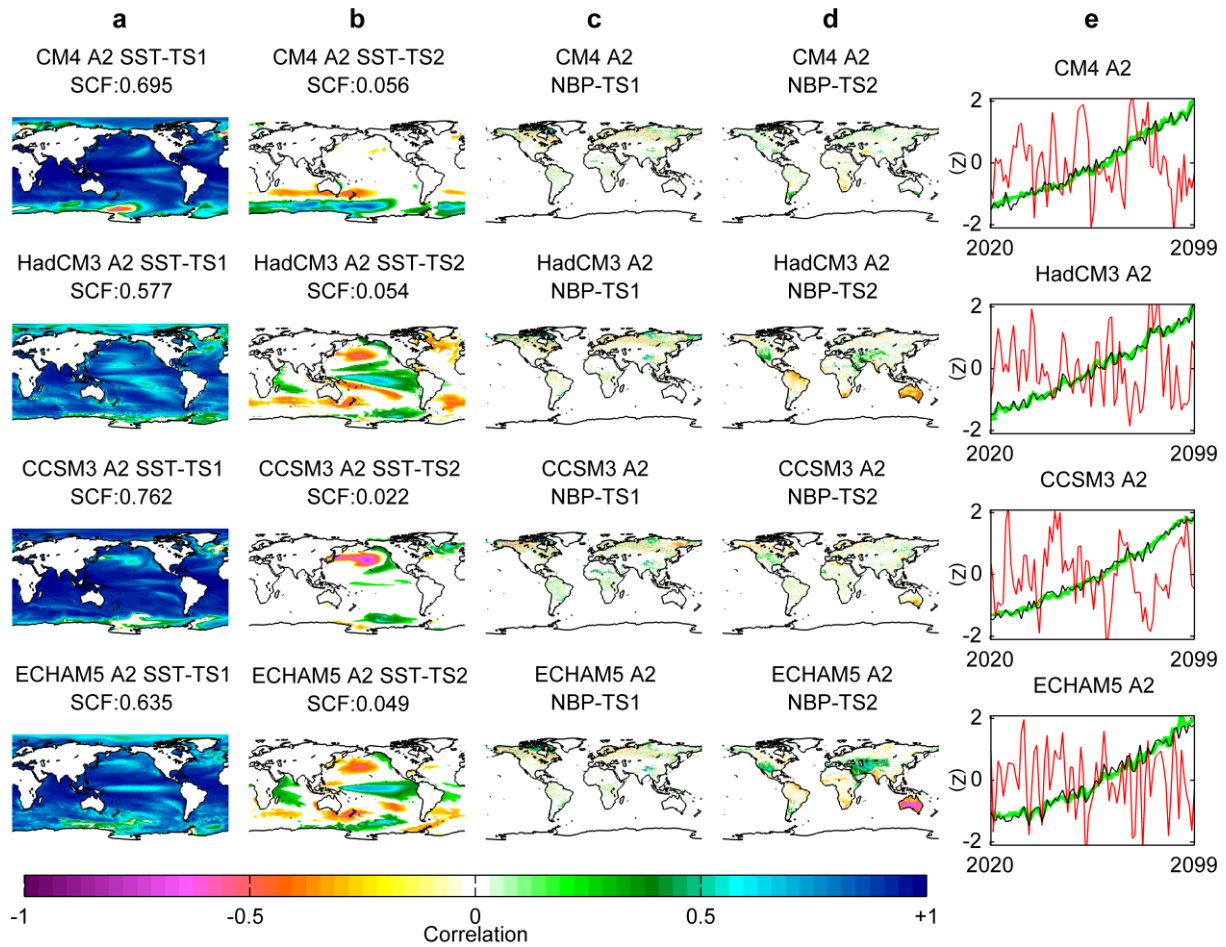 a b c d e
CM4 A2 SST-TS1 CM4 A2 SST-TS2 CM4 A2 CM4 A2 CM4 A2
SCF:0.695 SCF:0.056 NBP-TS1 NBP-TS2
2
0
-2
(z)
2020 2099
HadCM3 A2 SST-TS1 HadCM3 A2 SST-TS2 HadCM3 A2 HadCM3 A2 HadCM3 A2
SCF:0.577 SCF:0.054 NBP-TS1 NBP-TS2
2
0
-2
(z)
2020 2099
CCSM3 A2 SST-TS1 CCSM3 A2 SST-TS2 CCSM3 A2 CCSM3 A2 CCSM3 A2
SCF:0.762 SCF:0.022 NBP-TS1 NBP-TS2
2
0
-2
(z)
2020 2099
ECHAM5 A2 SST-TS1 ECHAM5 A2 SST-TS2 ECHAM5 A2 ECHAM5 A2 ECHAM5 A2
SCF:0.635 SCF:0.049 NBP-TS1 NBP-TS2
2
0
-2
(z)
2020 2099
-1 -0.5 0 0.5 +1
Correlation